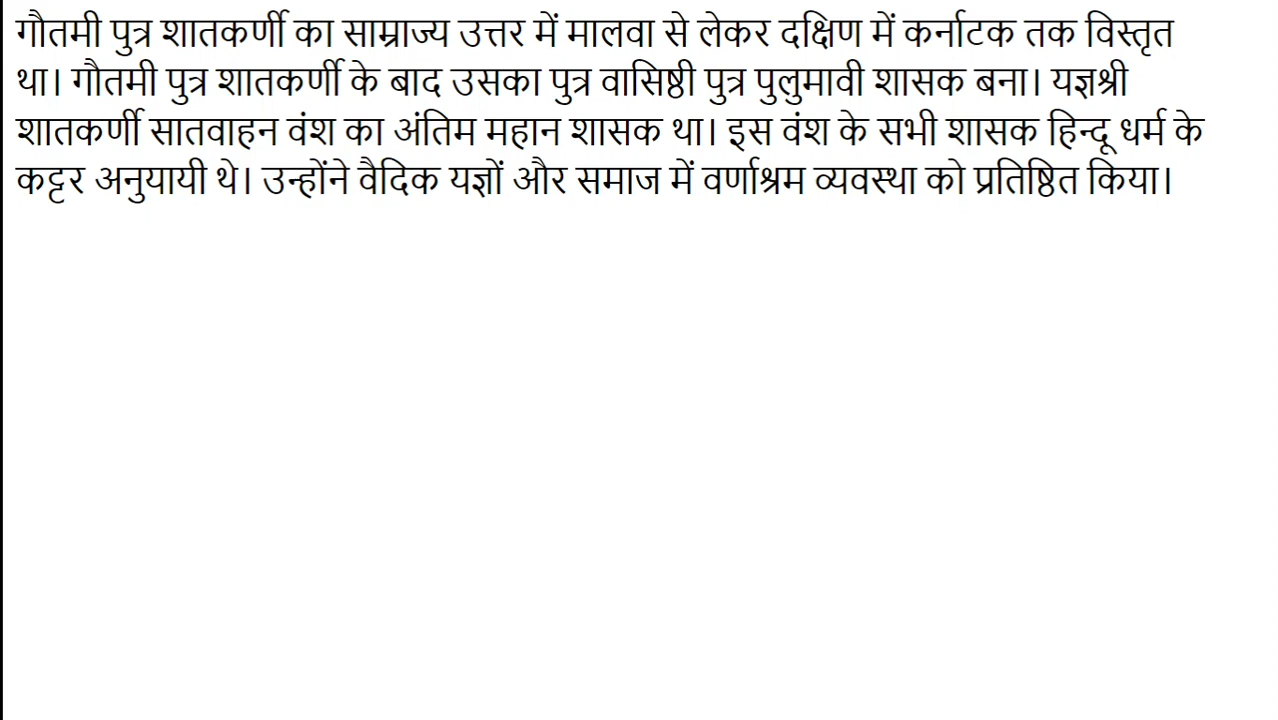 गौतमी पुत्र शातकर्णी का साम्राज्य उत्तर में मालवा से लेकर दक्षिण में कर्नाटक तक विस्तृत
था। गौतमी पुत्र शातकर्णी के बाद उसका पुत्र वासिष्ठी पुत्र पुलुमावी शासक बना। यज्ञश्री
शातकर्णी सातवाहन वंश का अंतिम महान शासक था। इस वंश के सभी शासक हिन्दू धर्म के
कट्टर अनुयायी थे। उन्होंने वैदिक यज्ञों और समाज में वर्णाश्रम व्यवस्था को प्रतिष्ठित किया।